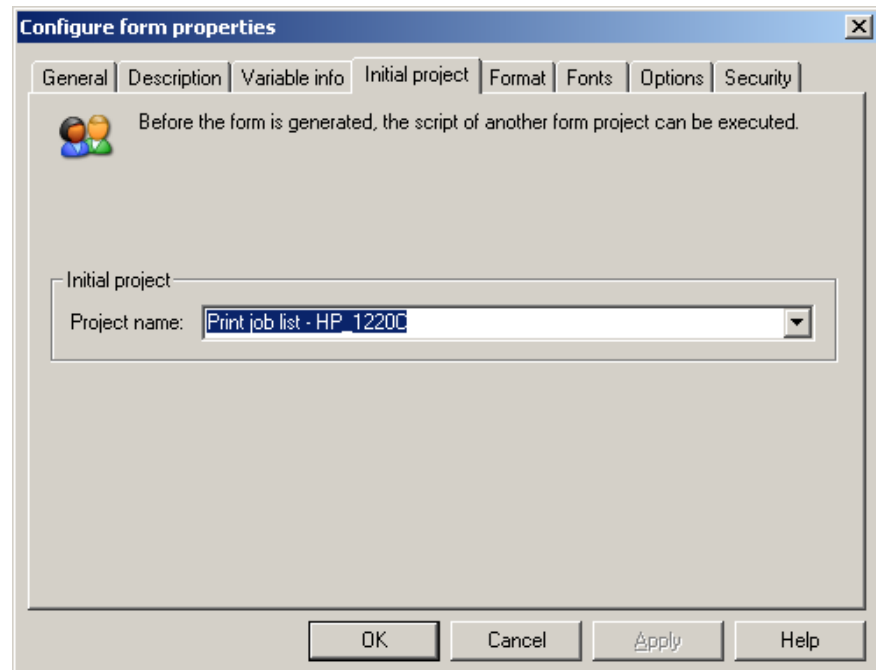 Configure form properties
General Description Variable info Initial project Format Fonts Options Security
Before the form is generated, the script of another form project can be executed.
Initial project
Project name: Print job list - HP_1220C
OK Cancel Apply Help